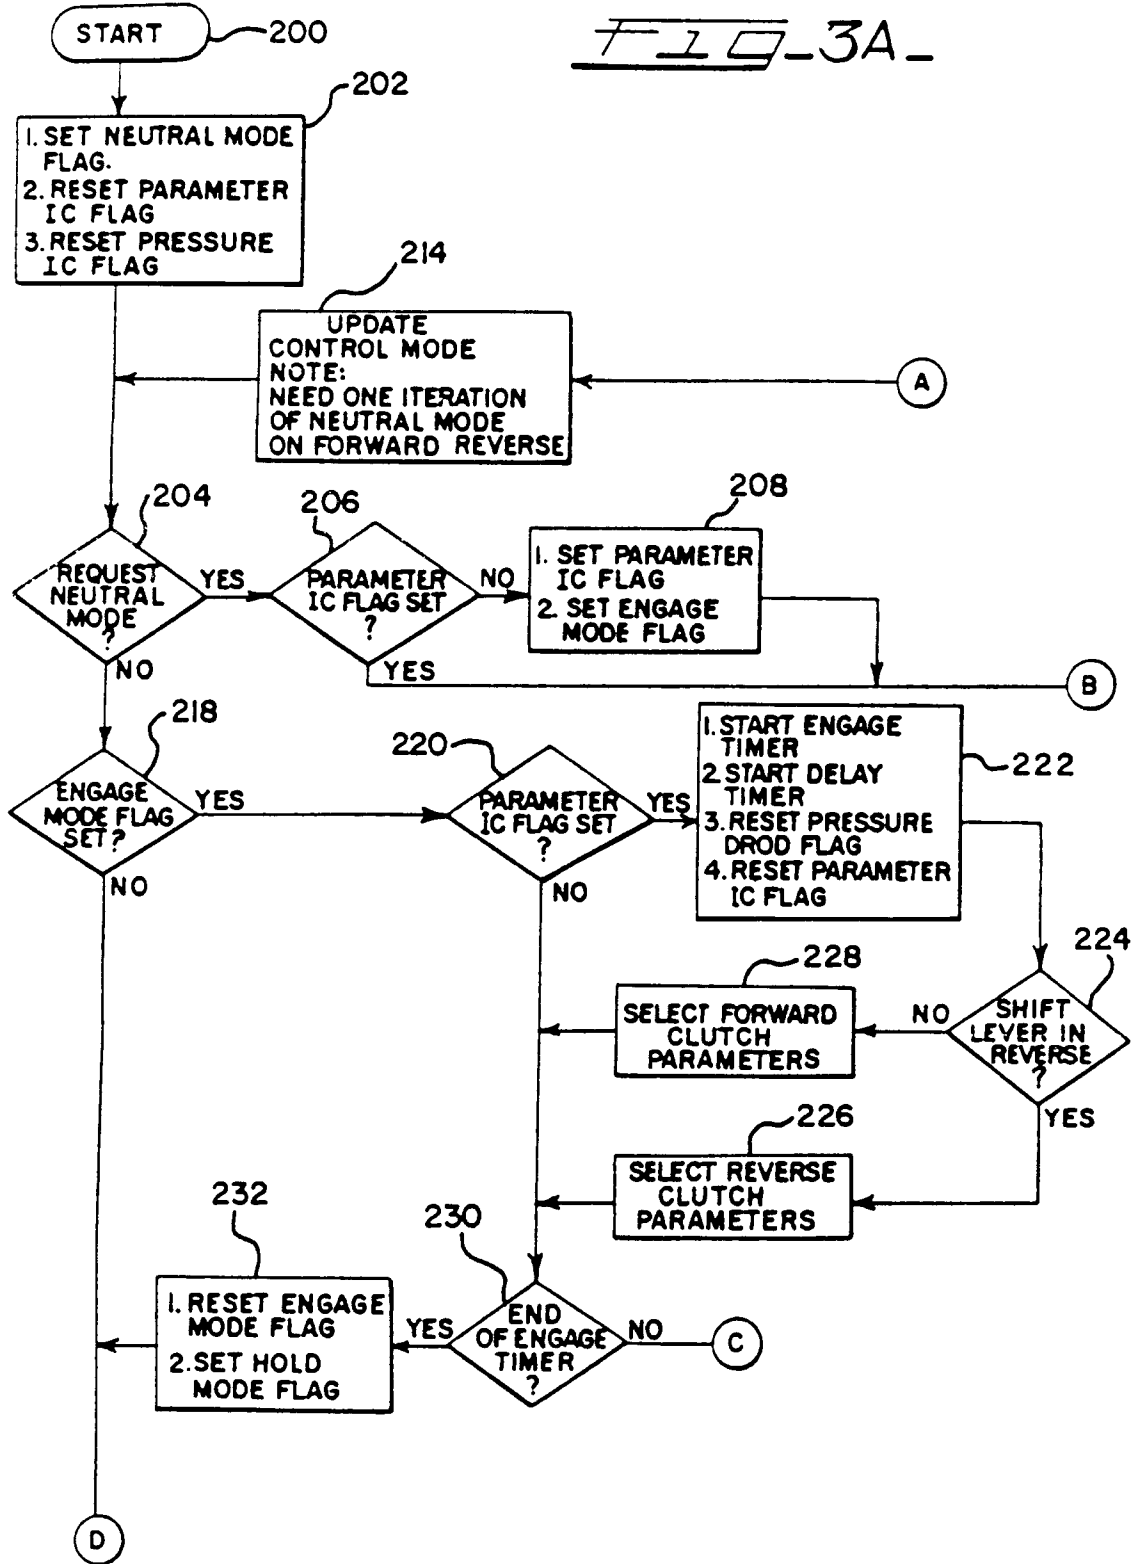 START
200
FIG_3A_
202
1. SET NEUTRAL MODE
FLAG.
2. RESET PARAMETER
IC FLAG
3. RESET PRESSURE
IC FLAG
214
UPDATE
CONTROL MODE
NOTE:
NEED ONE ITERATION
OF NEUTRAL MODE
ON FORWARD REVERSE
A
204
REQUEST
NEUTRAL
MODE
?
YES
NO
206
PARAMETER
IC FLAG SET
?
NO
YES
208
1. SET PARAMETER
IC FLAG
2. SET ENGAGE
MODE FLAG
B
218
ENGAGE
MODE FLAG
SET?
YES
NO
220
PARAMETER
IC FLAG SET
?
YES
NO
1. START ENGAGE
TIMER
2. START DELAY
TIMER
3. RESET PRESSURE
DROD FLAG
4. RESET PARAMETER
IC FLAG
222
224
SHIFT
LEVER IN
REVERSE
?
NO
YES
228
SELECT FORWARD
CLUTCH
PARAMETERS
226
SELECT REVERSE
CLUTCH
PARAMETERS
230
END
OF ENGAGE
TIMER
?
YES
NO
C
232
1. RESET ENGAGE
MODE FLAG
2. SET HOLD
MODE FLAG
D